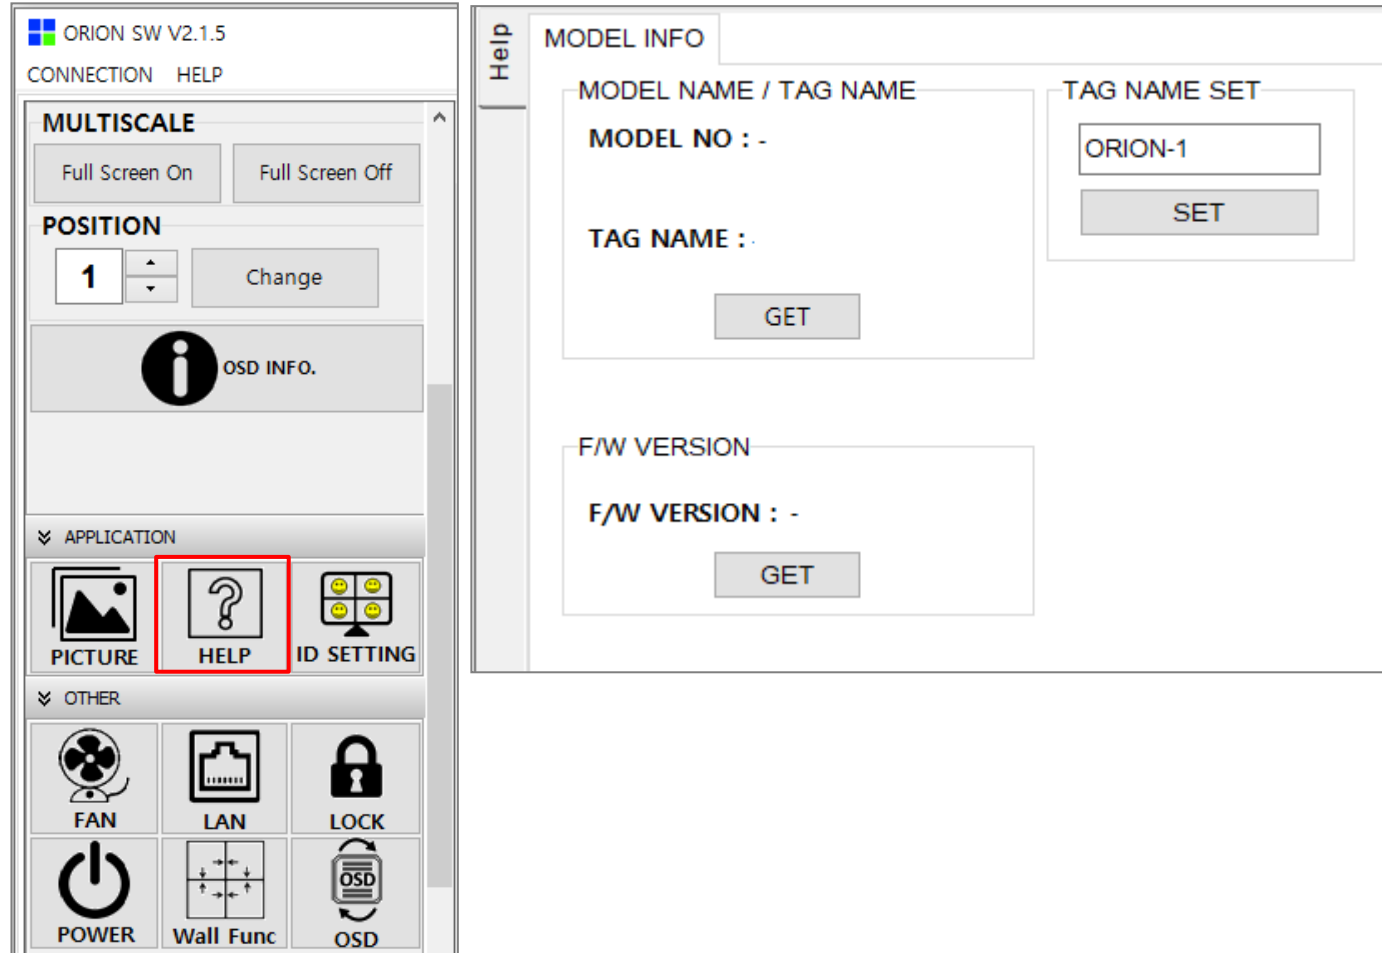 ORION SW V2.1.5
CONNECTION HELP
MULTISCALE
Full Screen On
Full Screen Off
POSITION
1
Change
OSD INFO.
APPLICATION
PICTURE
HELP
ID SETTING
OTHER
FAN
LAN
LOCK
POWER
Wall Func
OSD
OSD
Help
MODEL INFO
MODEL NAME / TAG NAME
MODEL NO : -
TAG NAME : .
GET
TAG NAME SET
ORION-1
SET
F/W VERSION
F/W VERSION : -
GET